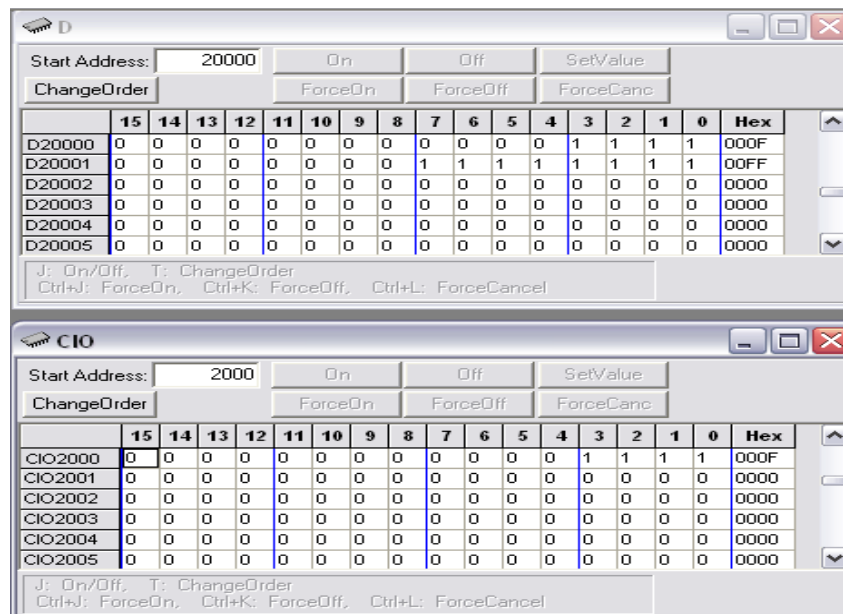 D
Start Address: 20000 On Off SetValue
ChangeOrder ForceOn ForceOff ForceCanc
15 14 13 12 11 10 9 8 7 6 5 4 3 2 1 0 Hex
D20000 0 0 0 0 0 0 0 0 0 0 0 0 1 1 1 1 000F
D20001 0 0 0 0 0 0 0 0 1 1 1 1 1 1 1 1 00FF
D20002 0 0 0 0 0 0 0 0 0 0 0 0 0 0 0 0 0000
D20003 0 0 0 0 0 0 0 0 0 0 0 0 0 0 0 0 0000
D20004 0 0 0 0 0 0 0 0 0 0 0 0 0 0 0 0 0000
D20005 0 0 0 0 0 0 0 0 0 0 0 0 0 0 0 0 0000
J: On/Off, T: ChangeOrder
Ctrl+J: ForceOn, Ctrl+K: ForceOff, Ctrl+L: ForceCancel
CIO
Start Address: 2000 On Off SetValue
ChangeOrder ForceOn ForceOff ForceCanc
15 14 13 12 11 10 9 8 7 6 5 4 3 2 1 0 Hex
CIO2000 0 0 0 0 0 0 0 0 0 0 0 0 1 1 1 1 000F
CIO2001 0 0 0 0 0 0 0 0 0 0 0 0 0 0 0 0 0000
CIO2002 0 0 0 0 0 0 0 0 0 0 0 0 0 0 0 0 0000
CIO2003 0 0 0 0 0 0 0 0 0 0 0 0 0 0 0 0 0000
CIO2004 0 0 0 0 0 0 0 0 0 0 0 0 0 0 0 0 0000
CIO2005 0 0 0 0 0 0 0 0 0 0 0 0 0 0 0 0 0000
J: On/Off, T: ChangeOrder
Ctrl+J: ForceOn, Ctrl+K: ForceOff, Ctrl+L: ForceCancel